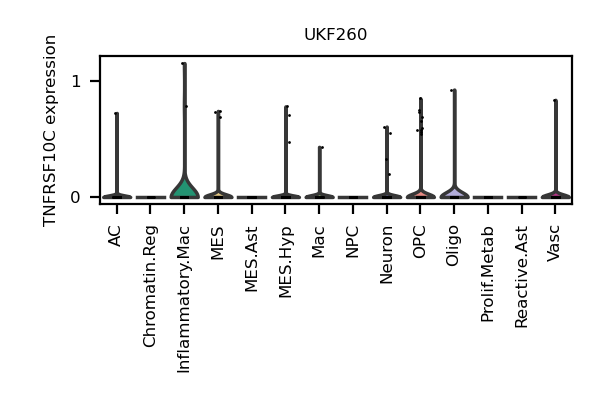 UKF260
TNFRSF10C expression
1
0
AC
Chromatin.Reg
Inflammatory.Mac
MES
MES.Ast
MES.Hyp
Mac
NPC
Neuron
OPC
Oligo
Prolif.Metab
Reactive.Ast
Vasc